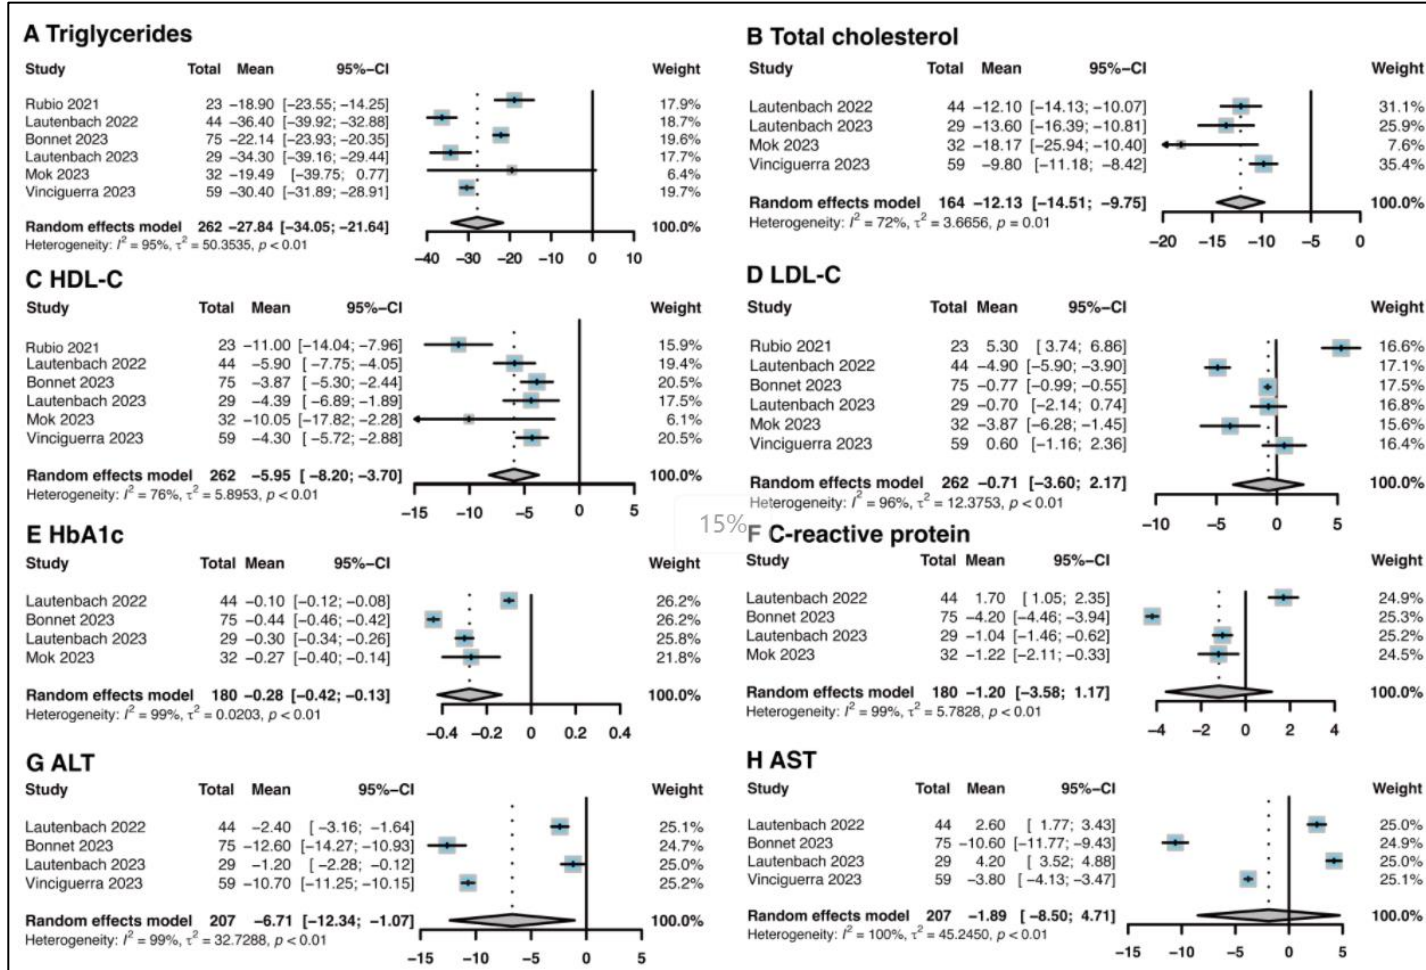 A Triglycerides
Study Total Mean 95%−CI Weight
Rubio 2021 23 −18.90 [−23.55; −14.25] 17.9%
Lautenbach 2022 44 −36.40 [−39.92; −32.88] 18.7%
Bonnet 2023 75 −22.14 [−23.93; −20.35] 19.6%
Lautenbach 2023 29 −34.30 [−39.16; −29.44] 17.7%
Mok 2023 32 −19.49 [−39.75; 0.77] 6.4%
Vinciguerra 2023 59 −30.40 [−31.89; −28.91] 19.7%
Random effects model 262 −27.84 [−34.05; −21.64] 100.0%
Heterogeneity: I² = 95%, τ² = 50.3535, p < 0.01
−40 −30 −20 −10 0 10
B Total cholesterol
Study Total Mean 95%−CI Weight
Lautenbach 2022 44 −12.10 [−14.13; −10.07] 31.1%
Lautenbach 2023 29 −13.60 [−16.39; −10.81] 25.9%
Mok 2023 32 −18.17 [−25.94; −10.40] 7.6%
Vinciguerra 2023 59 −9.80 [−11.18; −8.42] 35.4%
Random effects model 164 −12.13 [−14.51; −9.75] 100.0%
Heterogeneity: I² = 72%, τ² = 3.6656, p = 0.01
−20 −15 −10 −5 0
C HDL-C
Study Total Mean 95%−CI Weight
Rubio 2021 23 −11.00 [−14.04; −7.96] 15.9%
Lautenbach 2022 44 −5.90 [−7.75; −4.05] 19.4%
Bonnet 2023 75 −3.87 [−5.30; −2.44] 20.5%
Lautenbach 2023 29 −4.39 [−6.89; −1.89] 17.5%
Mok 2023 32 −10.05 [−17.82; −2.28] 6.1%
Vinciguerra 2023 59 −4.30 [−5.72; −2.88] 20.5%
Random effects model 262 −5.95 [−8.20; −3.70] 100.0%
Heterogeneity: I² = 76%, τ² = 5.8953, p < 0.01
−15 −10 −5 0 5
D LDL-C
Study Total Mean 95%−CI Weight
Rubio 2021 23 5.30 [ 3.74; 6.86] 16.6%
Lautenbach 2022 44 −4.90 [−5.90; −3.90] 17.1%
Bonnet 2023 75 −0.77 [−0.99; −0.55] 17.5%
Lautenbach 2023 29 −0.70 [−2.14; 0.74] 16.8%
Mok 2023 32 −3.87 [−6.28; −1.45] 15.6%
Vinciguerra 2023 59 0.60 [−1.16; 2.36] 16.4%
Random effects model 262 −0.71 [−3.60; 2.17] 100.0%
Heterogeneity: I² = 96%, τ² = 12.3753, p < 0.01
−10 −5 0 5
15%
E HbA1c
Study Total Mean 95%−CI Weight
Lautenbach 2022 44 −0.10 [−0.12; −0.08] 26.2%
Bonnet 2023 75 −0.44 [−0.46; −0.42] 26.2%
Lautenbach 2023 29 −0.30 [−0.34; −0.26] 25.8%
Mok 2023 32 −0.27 [−0.40; −0.14] 21.8%
Random effects model 180 −0.28 [−0.42; −0.13] 100.0%
Heterogeneity: I² = 99%, τ² = 0.0203, p < 0.01
−0.4 −0.2 0 0.2 0.4
F C-reactive protein
Study Total Mean 95%−CI Weight
Lautenbach 2022 44 1.70 [ 1.05; 2.35] 24.9%
Bonnet 2023 75 −4.20 [−4.46; −3.94] 25.3%
Lautenbach 2023 29 −1.04 [−1.46; −0.62] 25.2%
Mok 2023 32 −1.22 [−2.11; −0.33] 24.5%
Random effects model 180 −1.20 [−3.58; 1.17] 100.0%
Heterogeneity: I² = 99%, τ² = 5.7828, p < 0.01
−4 −2 0 2 4
G ALT
Study Total Mean 95%−CI Weight
Lautenbach 2022 44 −2.40 [ −3.16; −1.64] 25.1%
Bonnet 2023 75 −12.60 [−14.27; −10.93] 24.7%
Lautenbach 2023 29 −1.20 [ −2.28; −0.12] 25.0%
Vinciguerra 2023 59 −10.70 [−11.25; −10.15] 25.2%
Random effects model 207 −6.71 [−12.34; −1.07] 100.0%
Heterogeneity: I² = 99%, τ² = 32.7288, p < 0.01
−15 −10 −5 0 5
H AST
Study Total Mean 95%−CI Weight
Lautenbach 2022 44 2.60 [ 1.77; 3.43] 25.0%
Bonnet 2023 75 −10.60 [−11.77; −9.43] 24.9%
Lautenbach 2023 29 4.20 [ 3.52; 4.88] 25.0%
Vinciguerra 2023 59 −3.80 [ −4.13; −3.47] 25.1%
Random effects model 207 −1.89 [ −8.50; 4.71] 100.0%
Heterogeneity: I² = 100%, τ² = 45.2450, p < 0.01
−15 −10 −5 0 5